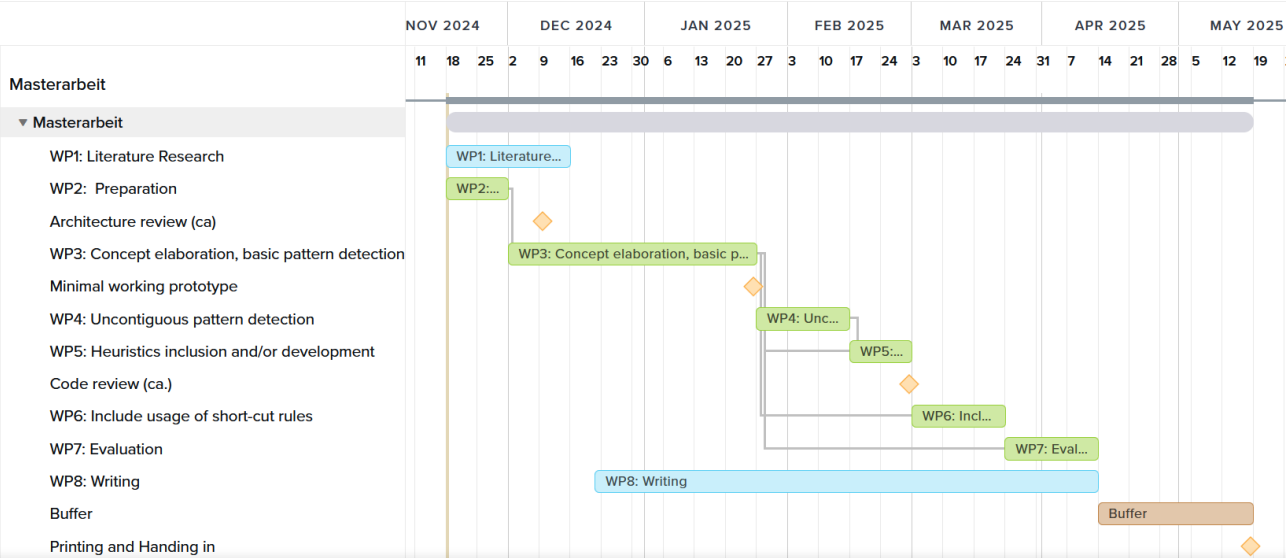 NOV 2024 DEC 2024 JAN 2025 FEB 2025 MAR 2025 APR 2025 MAY 2025
11 18 25 2 9 16 23 30 6 13 20 27 3 10 17 24 3 10 17 24 31 7 14 21 28 5 12 19
Masterarbeit
Masterarbeit
WP1: Literature Research WP1: Literature...
WP2: Preparation WP2:...
Architecture review (ca)
WP3: Concept elaboration, basic pattern detection WP3: Concept elaboration, basic p...
Minimal working prototype
WP4: Uncontiguous pattern detection WP4: Unc...
WP5: Heuristics inclusion and/or development WP5:...
Code review (ca.)
WP6: Include usage of short-cut rules WP6: Incl...
WP7: Evaluation WP7: Eval...
WP8: Writing WP8: Writing
Buffer Buffer
Printing and Handing in